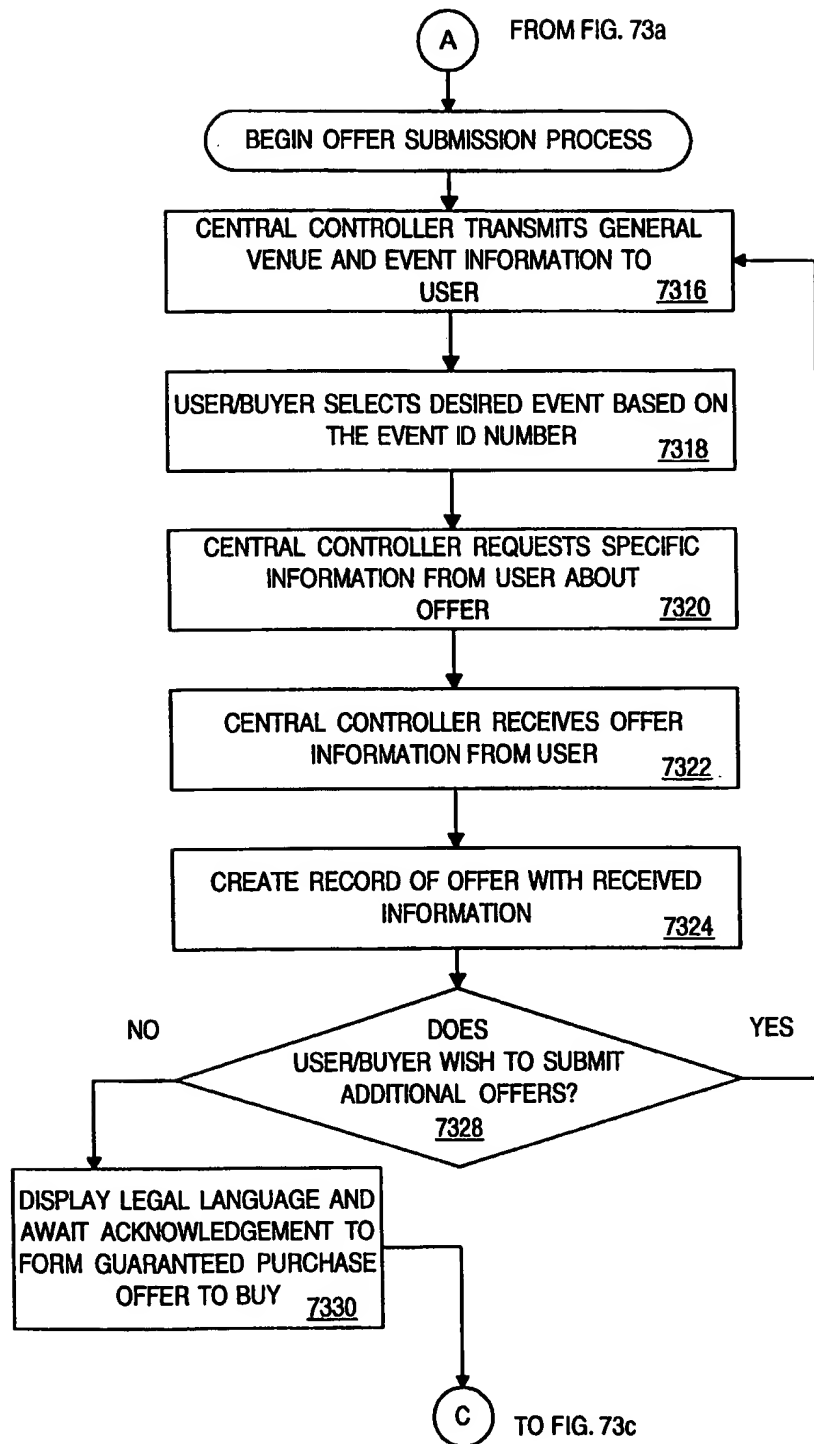 A
FROM FIG. 73a
BEGIN OFFER SUBMISSION PROCESS
CENTRAL CONTROLLER TRANSMITS GENERAL
VENUE AND EVENT INFORMATION TO
USER
7316
USER/BUYER SELECTS DESIRED EVENT BASED ON
THE EVENT ID NUMBER
7318
CENTRAL CONTROLLER REQUESTS SPECIFIC
INFORMATION FROM USER ABOUT
OFFER
7320
CENTRAL CONTROLLER RECEIVES OFFER
INFORMATION FROM USER
7322
CREATE RECORD OF OFFER WITH RECEIVED
INFORMATION
7324
NO
DOES
YES
USER/BUYER WISH TO SUBMIT
ADDITIONAL OFFERS?
7328
DISPLAY LEGAL LANGUAGE AND
AWAIT ACKNOWLEDGEMENT TO
FORM GUARANTEED PURCHASE
OFFER TO BUY
7330
C
TO FIG. 73c